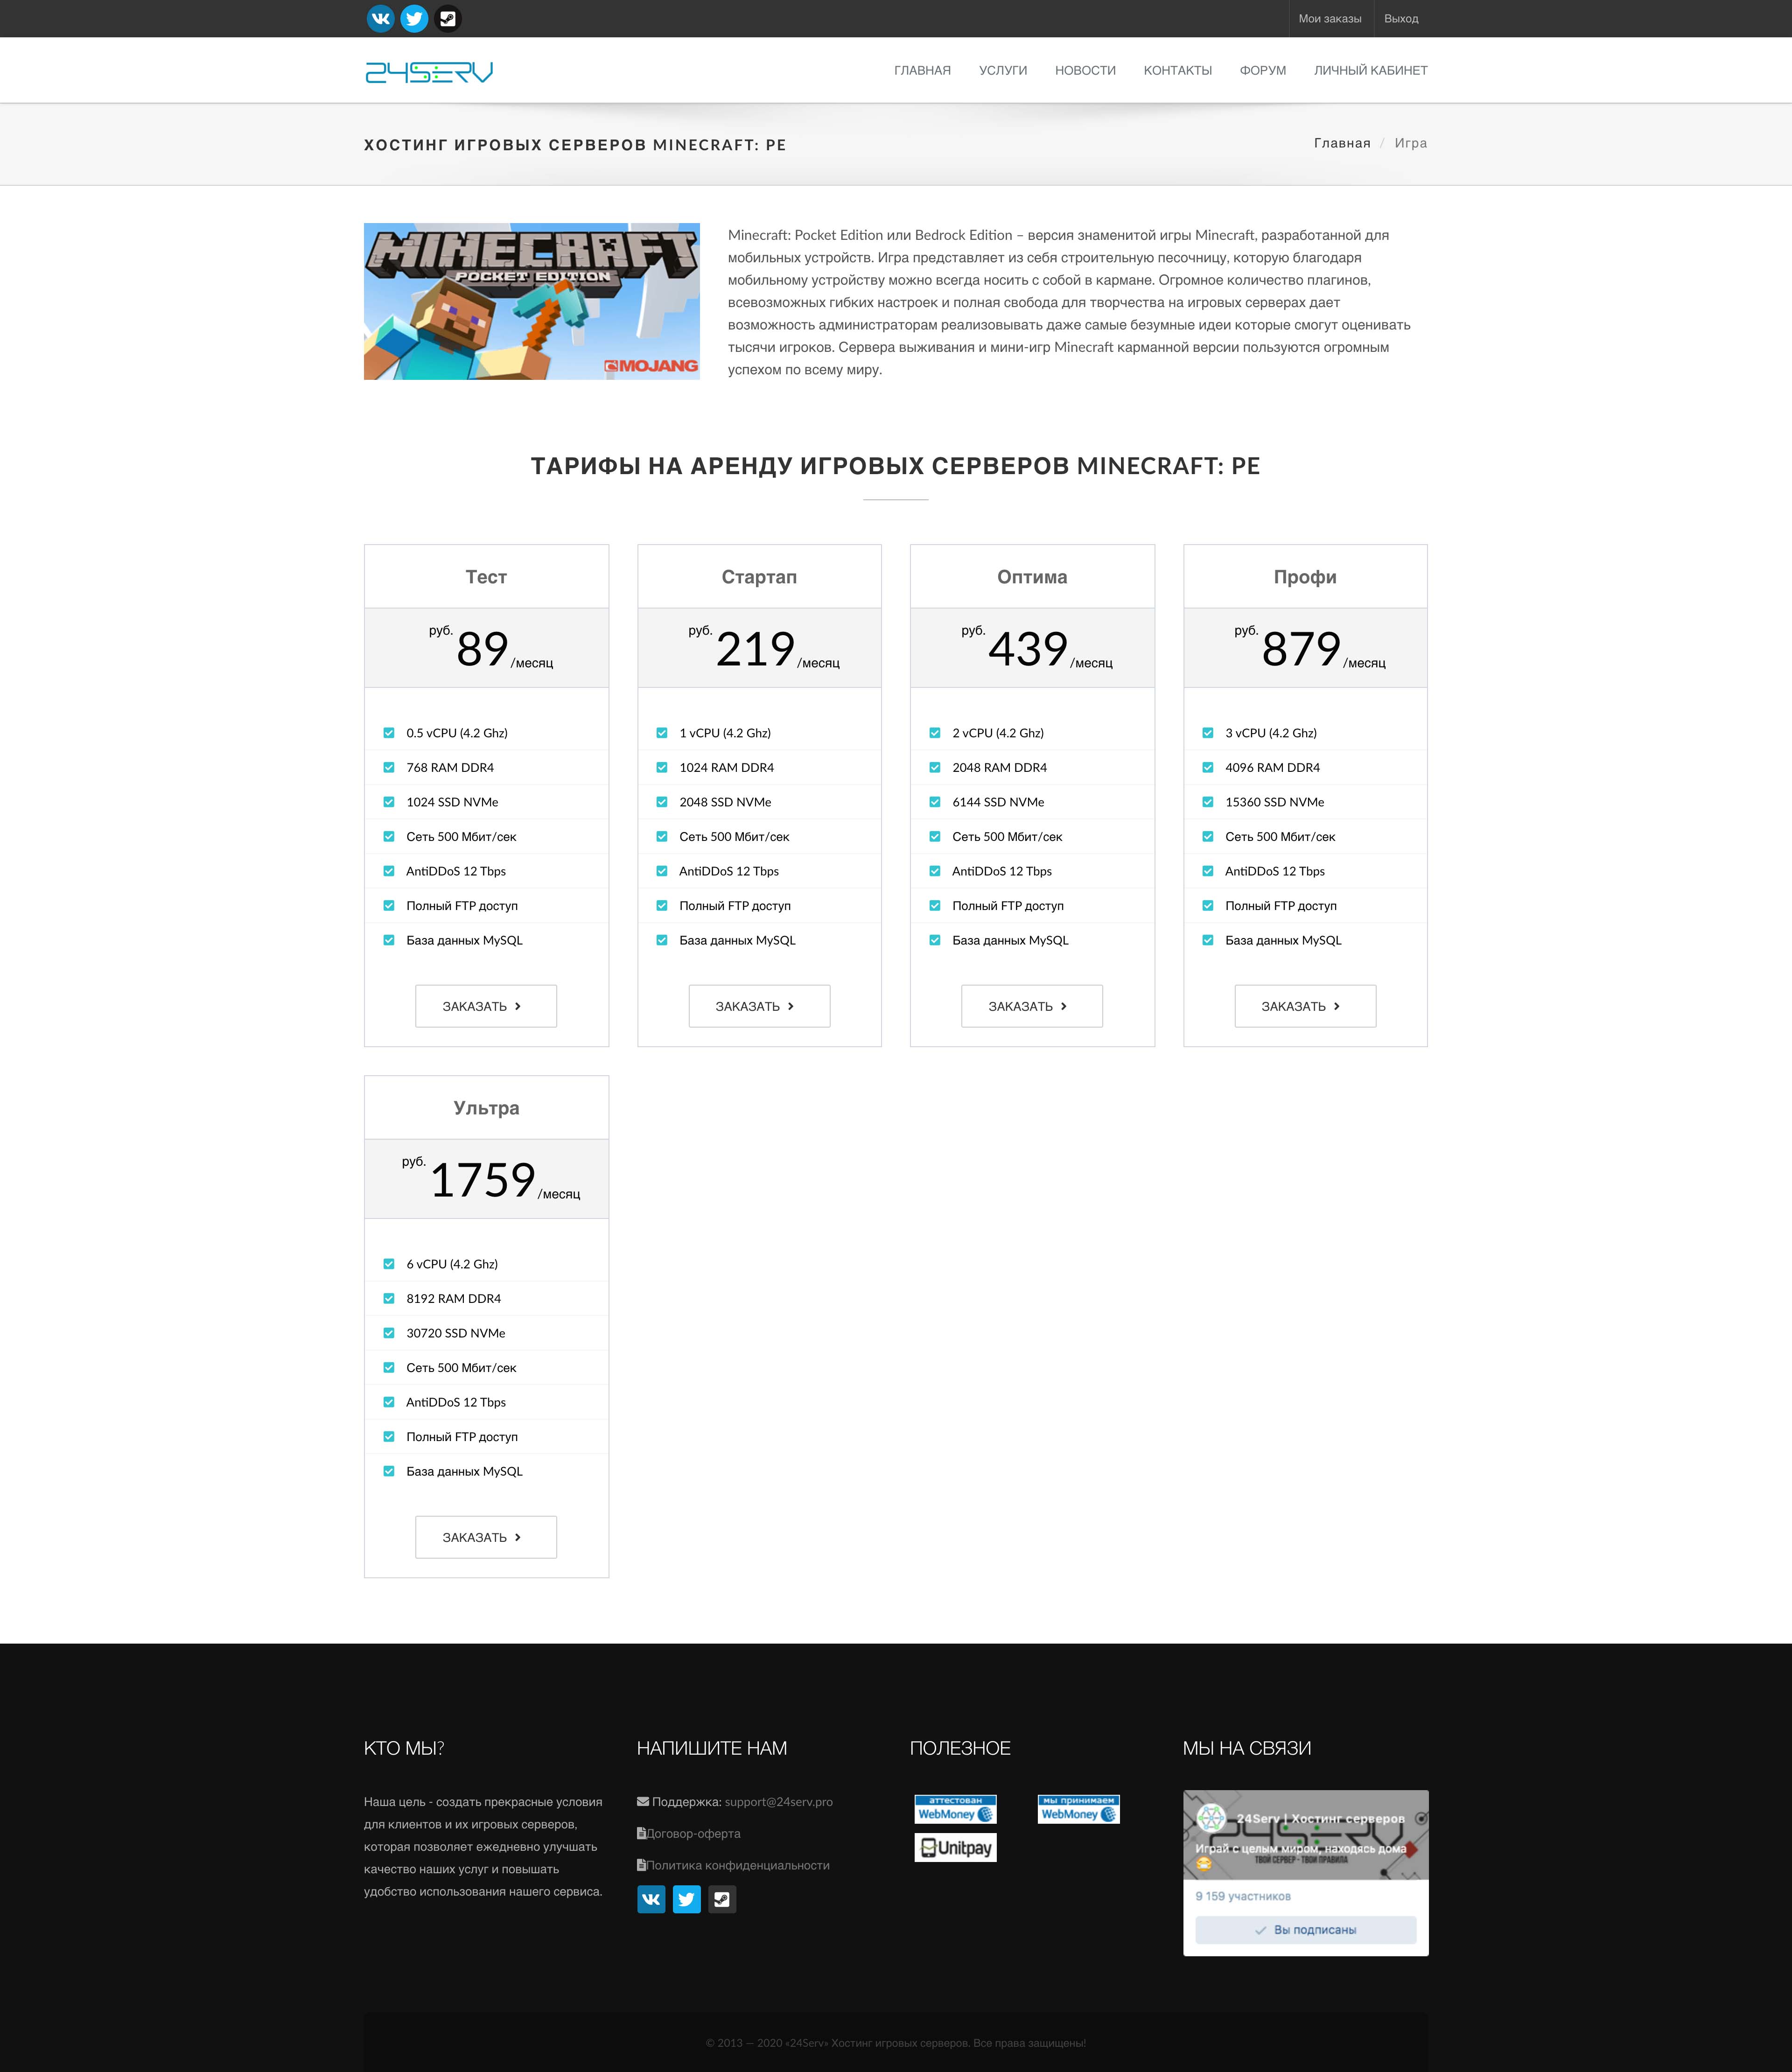 Мои заказы
Выход
24SERV
ГЛАВНАЯ
УСЛУГИ
НОВОСТИ
КОНТАКТЫ
ФОРУМ
ЛИЧНЫЙ КАБИНЕТ
ХОСТИНГ ИГРОВЫХ СЕРВЕРОВ MINECRAFT: PE
Главная / Игра
MINECRAFT
POCKET EDITION
MOJANG
Minecraft: Pocket Edition или Bedrock Edition – версия знаменитой игры Minecraft, разработанной для
мобильных устройств. Игра представляет из себя строительную песочницу, которую благодаря
мобильному устройству можно всегда носить с собой в кармане. Огромное количество плагинов,
всевозможных гибких настроек и полная свобода для творчества на игровых серверах дает
возможность администраторам реализовывать даже самые безумные идеи которые смогут оценивать
тысячи игроков. Сервера выживания и мини-игр Minecraft карманной версии пользуются огромным
успехом по всему миру.
ТАРИФЫ НА АРЕНДУ ИГРОВЫХ СЕРВЕРОВ MINECRAFT: PE
Тест
руб. 89 /месяц
0.5 vCPU (4.2 Ghz)
768 RAM DDR4
1024 SSD NVMe
Сеть 500 Мбит/сек
AntiDDoS 12 Tbps
Полный FTP доступ
База данных MySQL
ЗАКАЗАТЬ
Стартап
руб. 219 /месяц
1 vCPU (4.2 Ghz)
1024 RAM DDR4
2048 SSD NVMe
Сеть 500 Мбит/сек
AntiDDoS 12 Tbps
Полный FTP доступ
База данных MySQL
ЗАКАЗАТЬ
Оптима
руб. 439 /месяц
2 vCPU (4.2 Ghz)
2048 RAM DDR4
6144 SSD NVMe
Сеть 500 Мбит/сек
AntiDDoS 12 Tbps
Полный FTP доступ
База данных MySQL
ЗАКАЗАТЬ
Профи
руб. 879 /месяц
3 vCPU (4.2 Ghz)
4096 RAM DDR4
15360 SSD NVMe
Сеть 500 Мбит/сек
AntiDDoS 12 Tbps
Полный FTP доступ
База данных MySQL
ЗАКАЗАТЬ
Ультра
руб. 1759 /месяц
6 vCPU (4.2 Ghz)
8192 RAM DDR4
30720 SSD NVMe
Сеть 500 Мбит/сек
AntiDDoS 12 Tbps
Полный FTP доступ
База данных MySQL
ЗАКАЗАТЬ
КТО МЫ?
Наша цель - создать прекрасные условия
для клиентов и их игровых серверов,
которая позволяет ежедневно улучшать
качество наших услуг и повышать
удобство использования нашего сервиса.
НАПИШИТЕ НАМ
Поддержка: support@24serv.pro
Договор-оферта
Политика конфиденциальности
ПОЛЕЗНОЕ
аттестован
WebMoney
мы принимаем
WebMoney
Unitpay
МЫ НА СВЯЗИ
24Serv | Хостинг серверов
24SERV
Играй с целым миром, находясь дома
ТВОЙ СЕРВЕР - ТВОИ ПРАВИЛА
9 159 участников
Вы подписаны
© 2013 — 2020 «24Serv» Хостинг игровых серверов. Все права защищены!